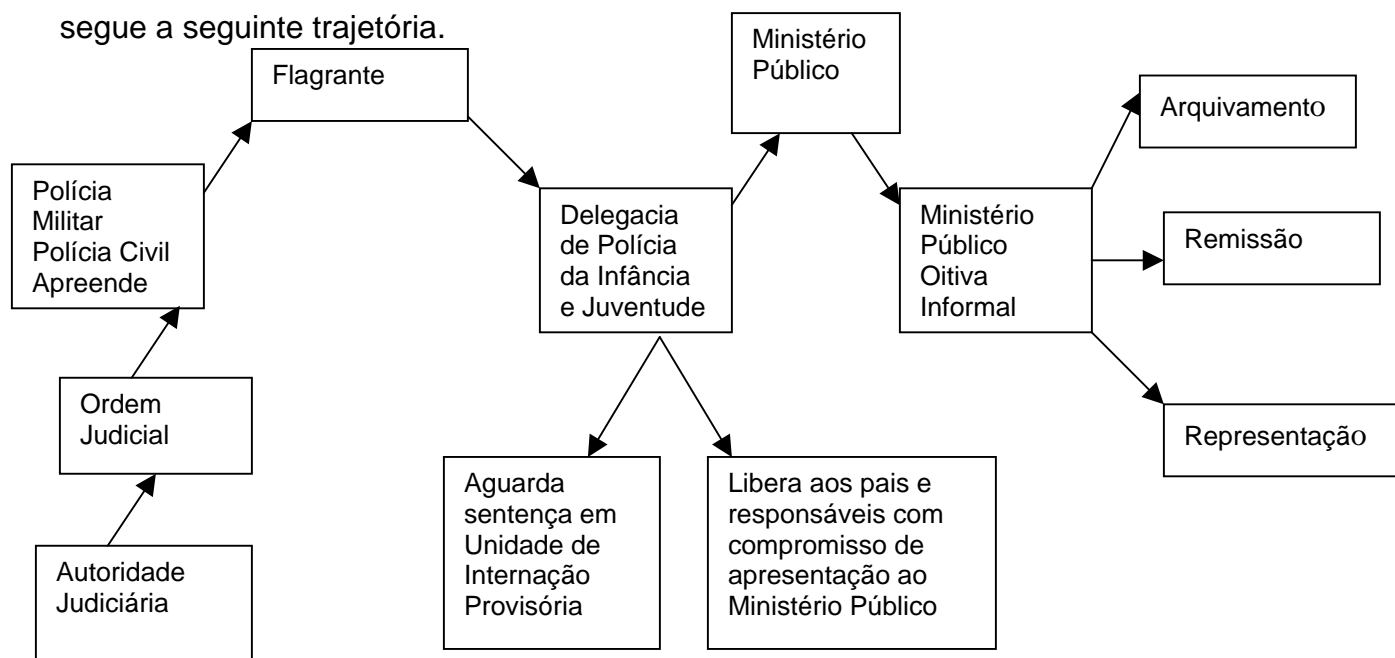 segue a seguinte trajetória.
Flagrante
Ministério
Público
Arquivamento
Polícia
Militar
Polícia Civil
Apreende
Delegacia
de Polícia
da Infância
e Juventude
Ministério
Público
Oitiva
Informal
Remissão
Ordem
Judicial
Representação
Aguarda
sentença em
Unidade de
Internação
Provisória
Libera aos pais e
responsáveis com
compromisso de
apresentação ao
Ministério Público
Autoridade
Judiciária